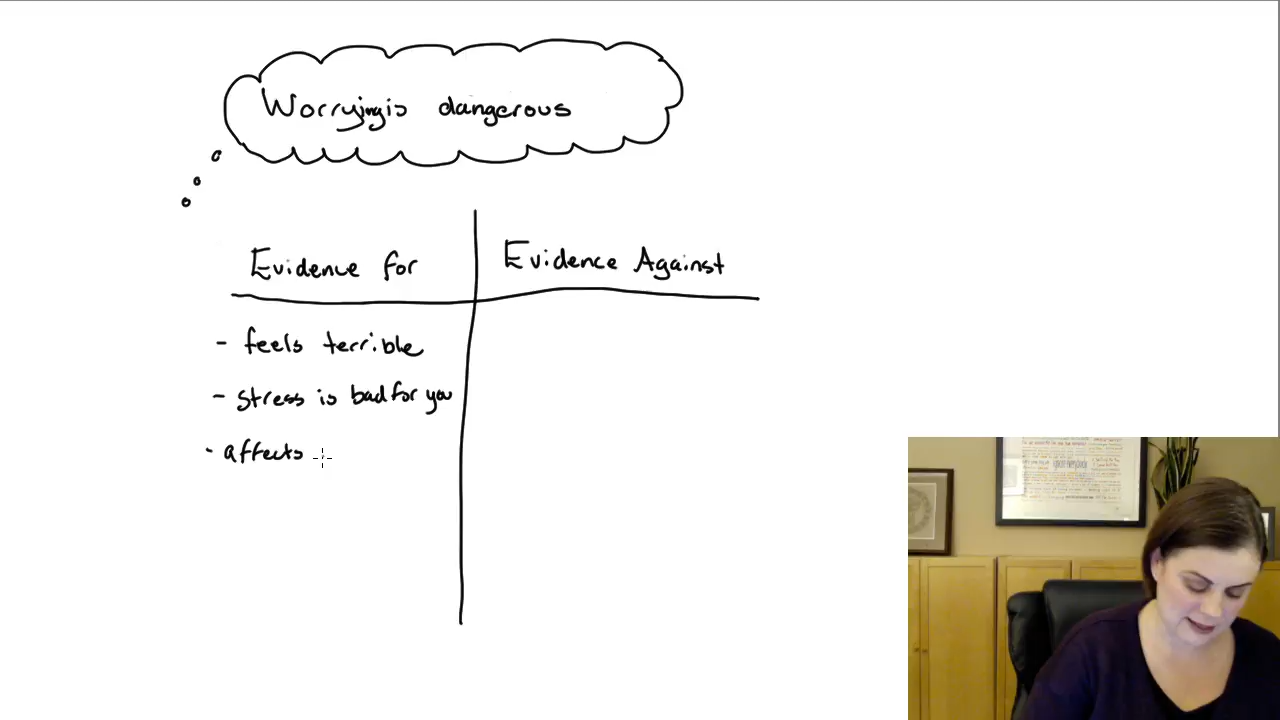 Worrying is dangerous
Evidence for
Evidence Against
- feels terrible
- stress is bad for you
- affects